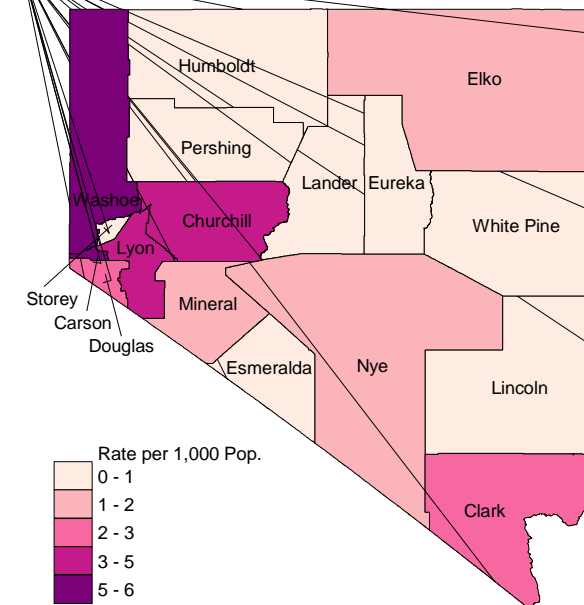 Humboldt
Elko
Pershing
Lander
Eureka
Washoe
Churchill
White Pine
Lyon
Storey
Mineral
Carson
Douglas
Esmeralda
Nye
Lincoln
Rate per 1,000 Pop.
0 - 1
1 - 2
2 - 3
3 - 5
5 - 6
Clark